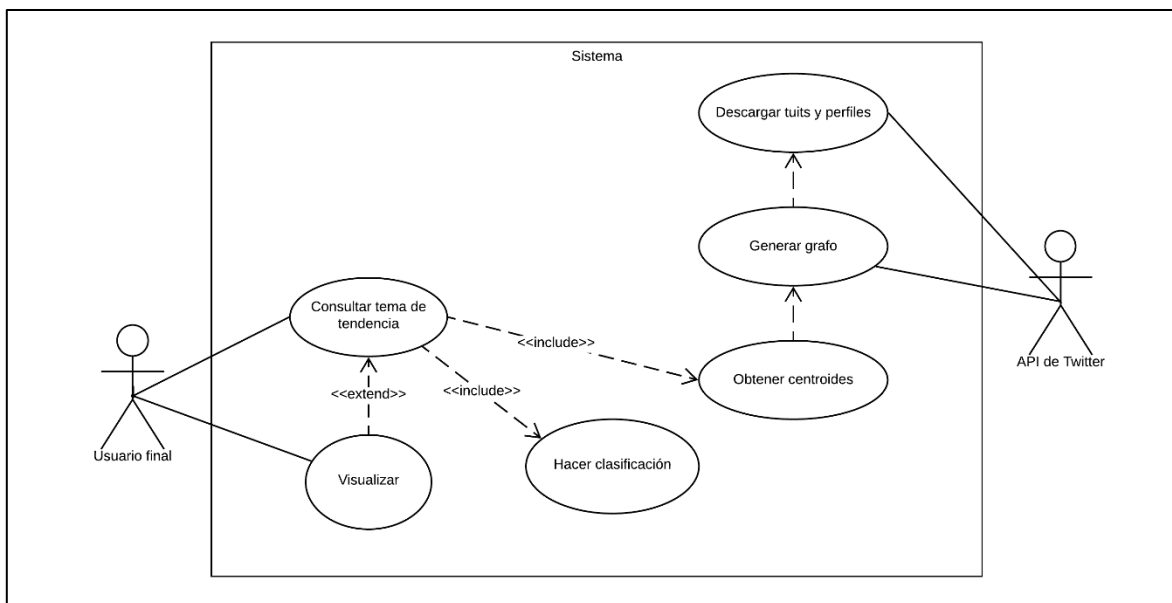 Sistema
Descargar tuits y perfiles
Generar grafo
Consultar tema de
tendencia
<<include>>
API de Twitter
Obtener centroides
<<extend>>
<<include>>
Usuario final
Visualizar
Hacer clasificación